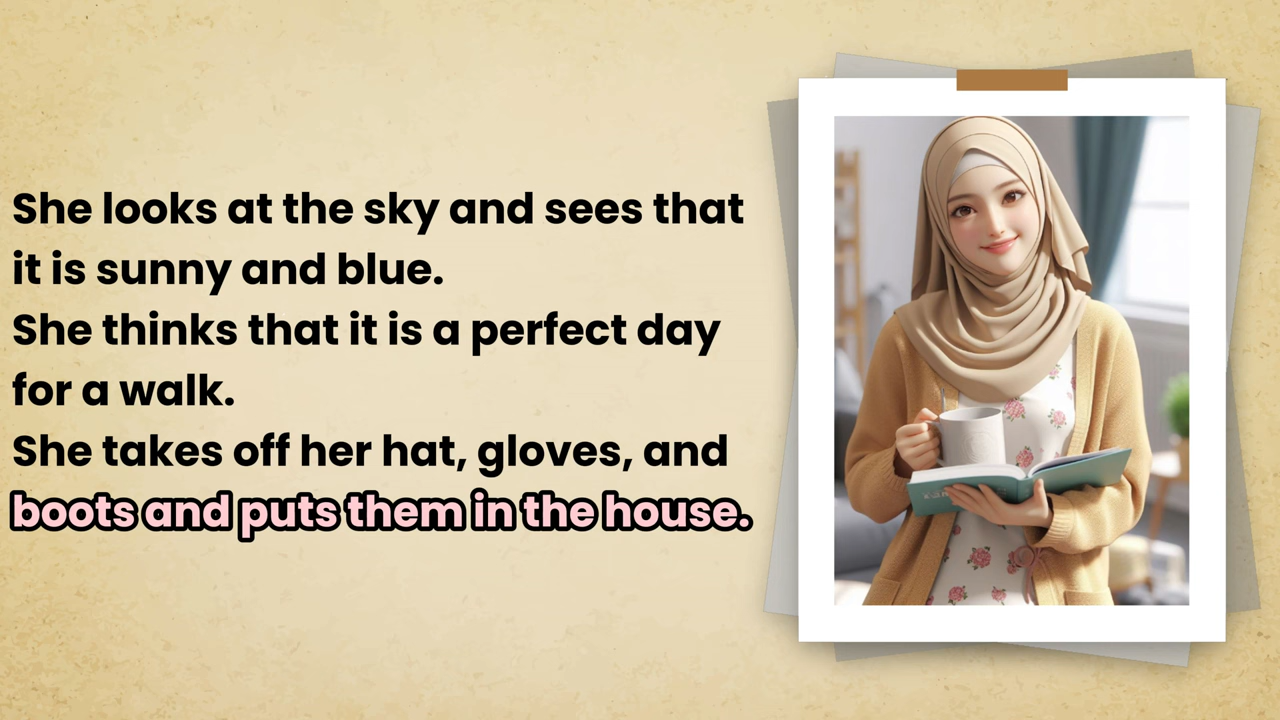 She looks at the sky and sees that
it is sunny and blue.
She thinks that it is a perfect day
for a walk.
She takes off her hat, gloves, and
boots and puts them in the house.